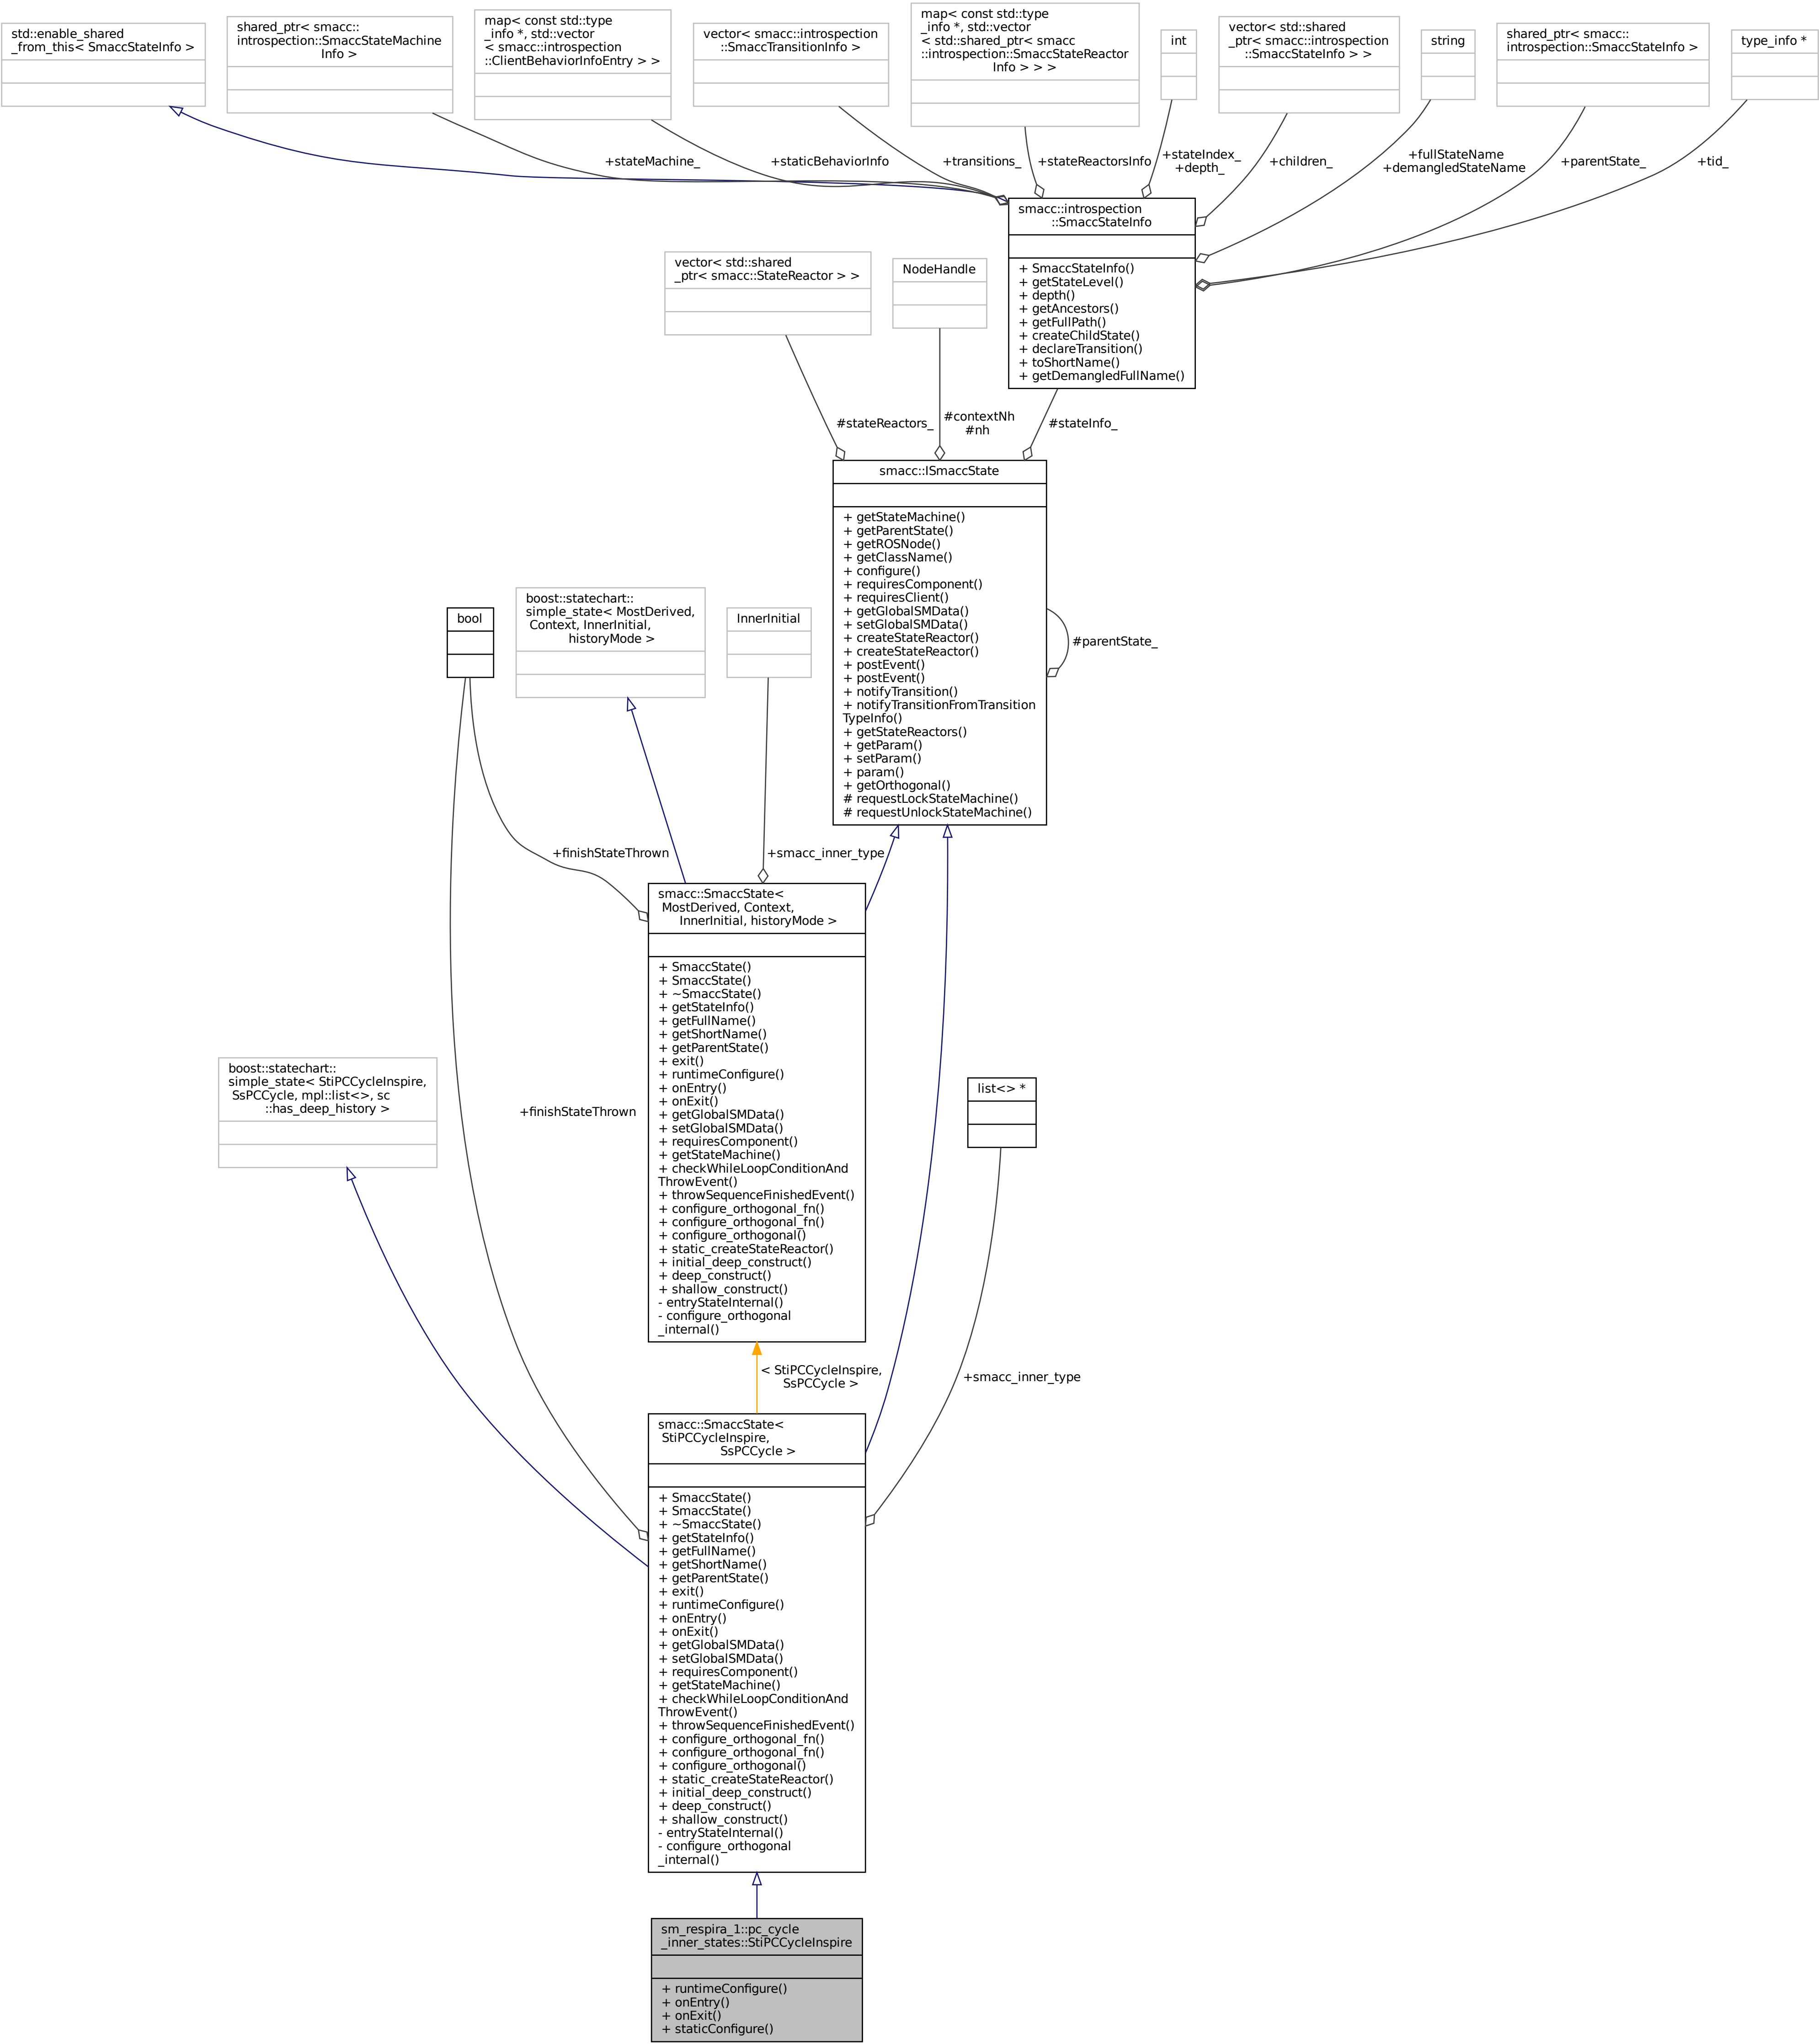 std::enable_shared
_from_this< SmaccStateInfo >
shared_ptr< smacc::
introspection::SmaccStateMachine
Info >
map< const std::type
_info *, std::vector
< smacc::introspection
::ClientBehaviorInfoEntry > >
vector< smacc::introspection
::SmaccTransitionInfo >
map< const std::type
_info *, std::vector
< std::shared_ptr< smacc
::introspection::SmaccStateReactor
Info > > >
int
vector< std::shared
_ptr< smacc::introspection
::SmaccStateInfo > >
string
shared_ptr< smacc::
introspection::SmaccStateInfo >
type_info *
+stateMachine_
+staticBehaviorInfo
+transitions_
+stateReactorsInfo
+stateIndex_
+depth_
+children_
+fullStateName
+demangledStateName
+parentState_
+tid_
smacc::introspection
::SmaccStateInfo
+ SmaccStateInfo()
+ getStateLevel()
+ depth()
+ getAncestors()
+ getFullPath()
+ createChildState()
+ declareTransition()
+ toShortName()
+ getDemangledFullName()
vector< std::shared
_ptr< smacc::StateReactor > >
NodeHandle
#stateReactors_
#contextNh
#nh
#stateInfo_
smacc::ISmaccState
+ getStateMachine()
+ getParentState()
+ getROSNode()
+ getClassName()
+ configure()
+ requiresComponent()
+ requiresClient()
+ getGlobalSMData()
+ setGlobalSMData()
+ createStateReactor()
+ createStateReactor()
+ postEvent()
+ postEvent()
+ notifyTransition()
+ notifyTransitionFromTransition
TypeInfo()
+ getStateReactors()
+ getParam()
+ setParam()
+ param()
+ getOrthogonal()
# requestLockStateMachine()
# requestUnlockStateMachine()
#parentState_
bool
boost::statechart::
simple_state< MostDerived,
Context, InnerInitial,
historyMode >
InnerInitial
+finishStateThrown
+smacc_inner_type
smacc::SmaccState<
MostDerived, Context,
InnerInitial, historyMode >
+ SmaccState()
+ SmaccState()
+ ~SmaccState()
+ getStateInfo()
+ getFullName()
+ getShortName()
+ getParentState()
+ exit()
+ runtimeConfigure()
+ onEntry()
+ onExit()
+ getGlobalSMData()
+ setGlobalSMData()
+ requiresComponent()
+ getStateMachine()
+ checkWhileLoopConditionAnd
ThrowEvent()
+ throwSequenceFinishedEvent()
+ configure_orthogonal_fn()
+ configure_orthogonal_fn()
+ configure_orthogonal()
+ static_createStateReactor()
+ initial_deep_construct()
+ deep_construct()
+ shallow_construct()
- entryStateInternal()
- configure_orthogonal
_internal()
boost::statechart::
simple_state< StiPCCycleInspire,
SsPCCycle, mpl::list<>, sc
::has_deep_history >
+finishStateThrown
list<> *
< StiPCCycleInspire,
SsPCCycle >
+smacc_inner_type
smacc::SmaccState<
StiPCCycleInspire,
SsPCCycle >
+ SmaccState()
+ SmaccState()
+ ~SmaccState()
+ getStateInfo()
+ getFullName()
+ getShortName()
+ getParentState()
+ exit()
+ runtimeConfigure()
+ onEntry()
+ onExit()
+ getGlobalSMData()
+ setGlobalSMData()
+ requiresComponent()
+ getStateMachine()
+ checkWhileLoopConditionAnd
ThrowEvent()
+ throwSequenceFinishedEvent()
+ configure_orthogonal_fn()
+ configure_orthogonal_fn()
+ configure_orthogonal()
+ static_createStateReactor()
+ initial_deep_construct()
+ deep_construct()
+ shallow_construct()
- entryStateInternal()
- configure_orthogonal
_internal()
sm_respira_1::pc_cycle
_inner_states::StiPCCycleInspire
+ runtimeConfigure()
+ onEntry()
+ onExit()
+ staticConfigure()